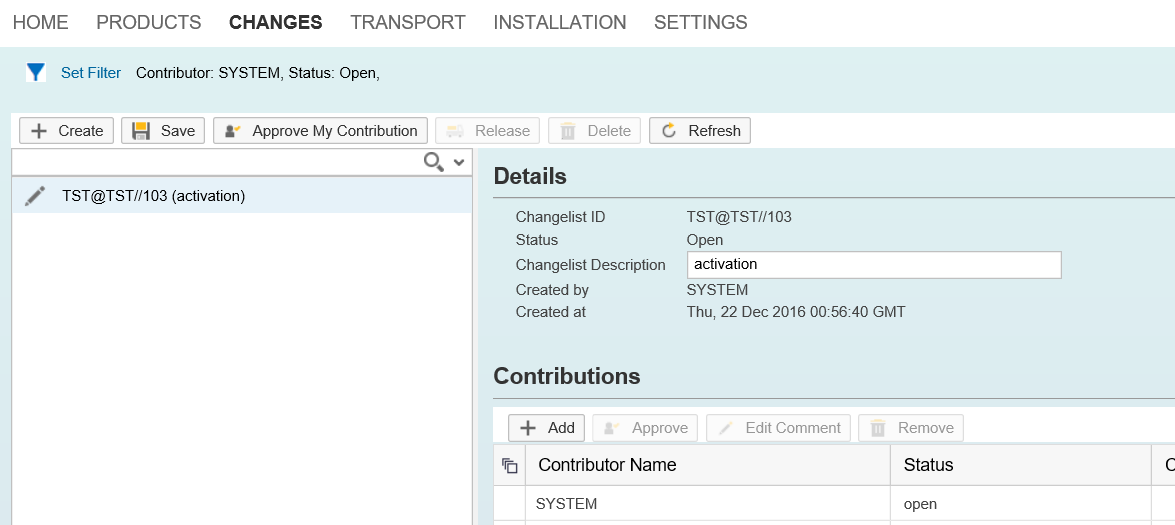 HOME PRODUCTS CHANGES TRANSPORT INSTALLATION SETTINGS
Set Filter Contributor: SYSTEM, Status: Open,
Create Save Approve My Contribution Release Delete Refresh
TST@TST//103 (activation)
Details
Changelist ID TST@TST//103
Status Open
Changelist Description activation
Created by SYSTEM
Created at Thu, 22 Dec 2016 00:56:40 GMT
Contributions
Add Approve Edit Comment Remove
Contributor Name Status
SYSTEM open